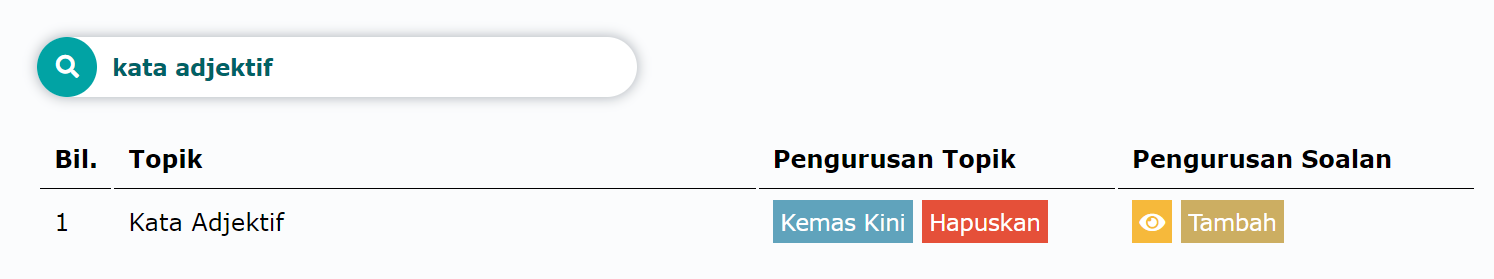 kata adjektif
Bil. Topik Pengurusan Topik Pengurusan Soalan
1 Kata Adjektif Kemas Kini Hapuskan Tambah